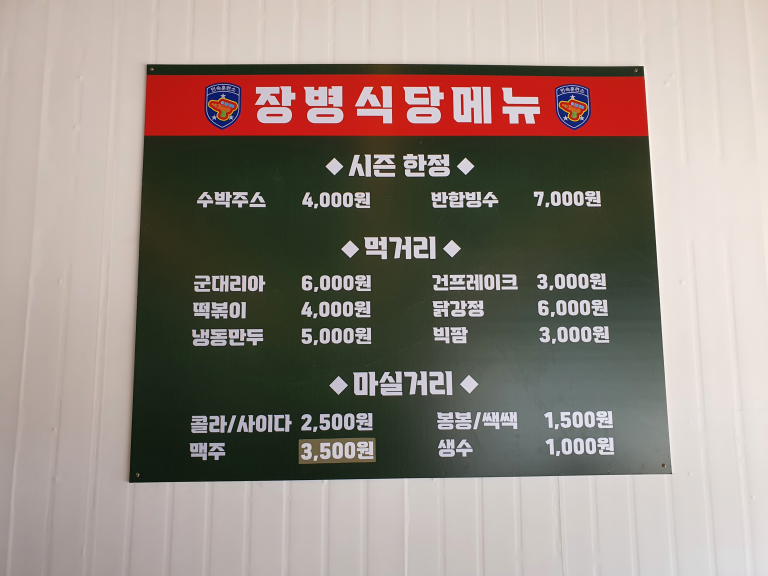 장병식당메뉴
◆시즌 한정◆
수박주스 4,000원 반합빙수 7,000원
◆먹거리◆
군대리아 6,000원 건프레이크 3,000원
떡볶이 4,000원 닭강정 6,000원
냉동만두 5,000원 빅팜 3,000원
◆마실거리◆
콜라/사이다 2,500원 봉봉/쌕쌕 1,500원
맥주 3,500원 생수 1,000원